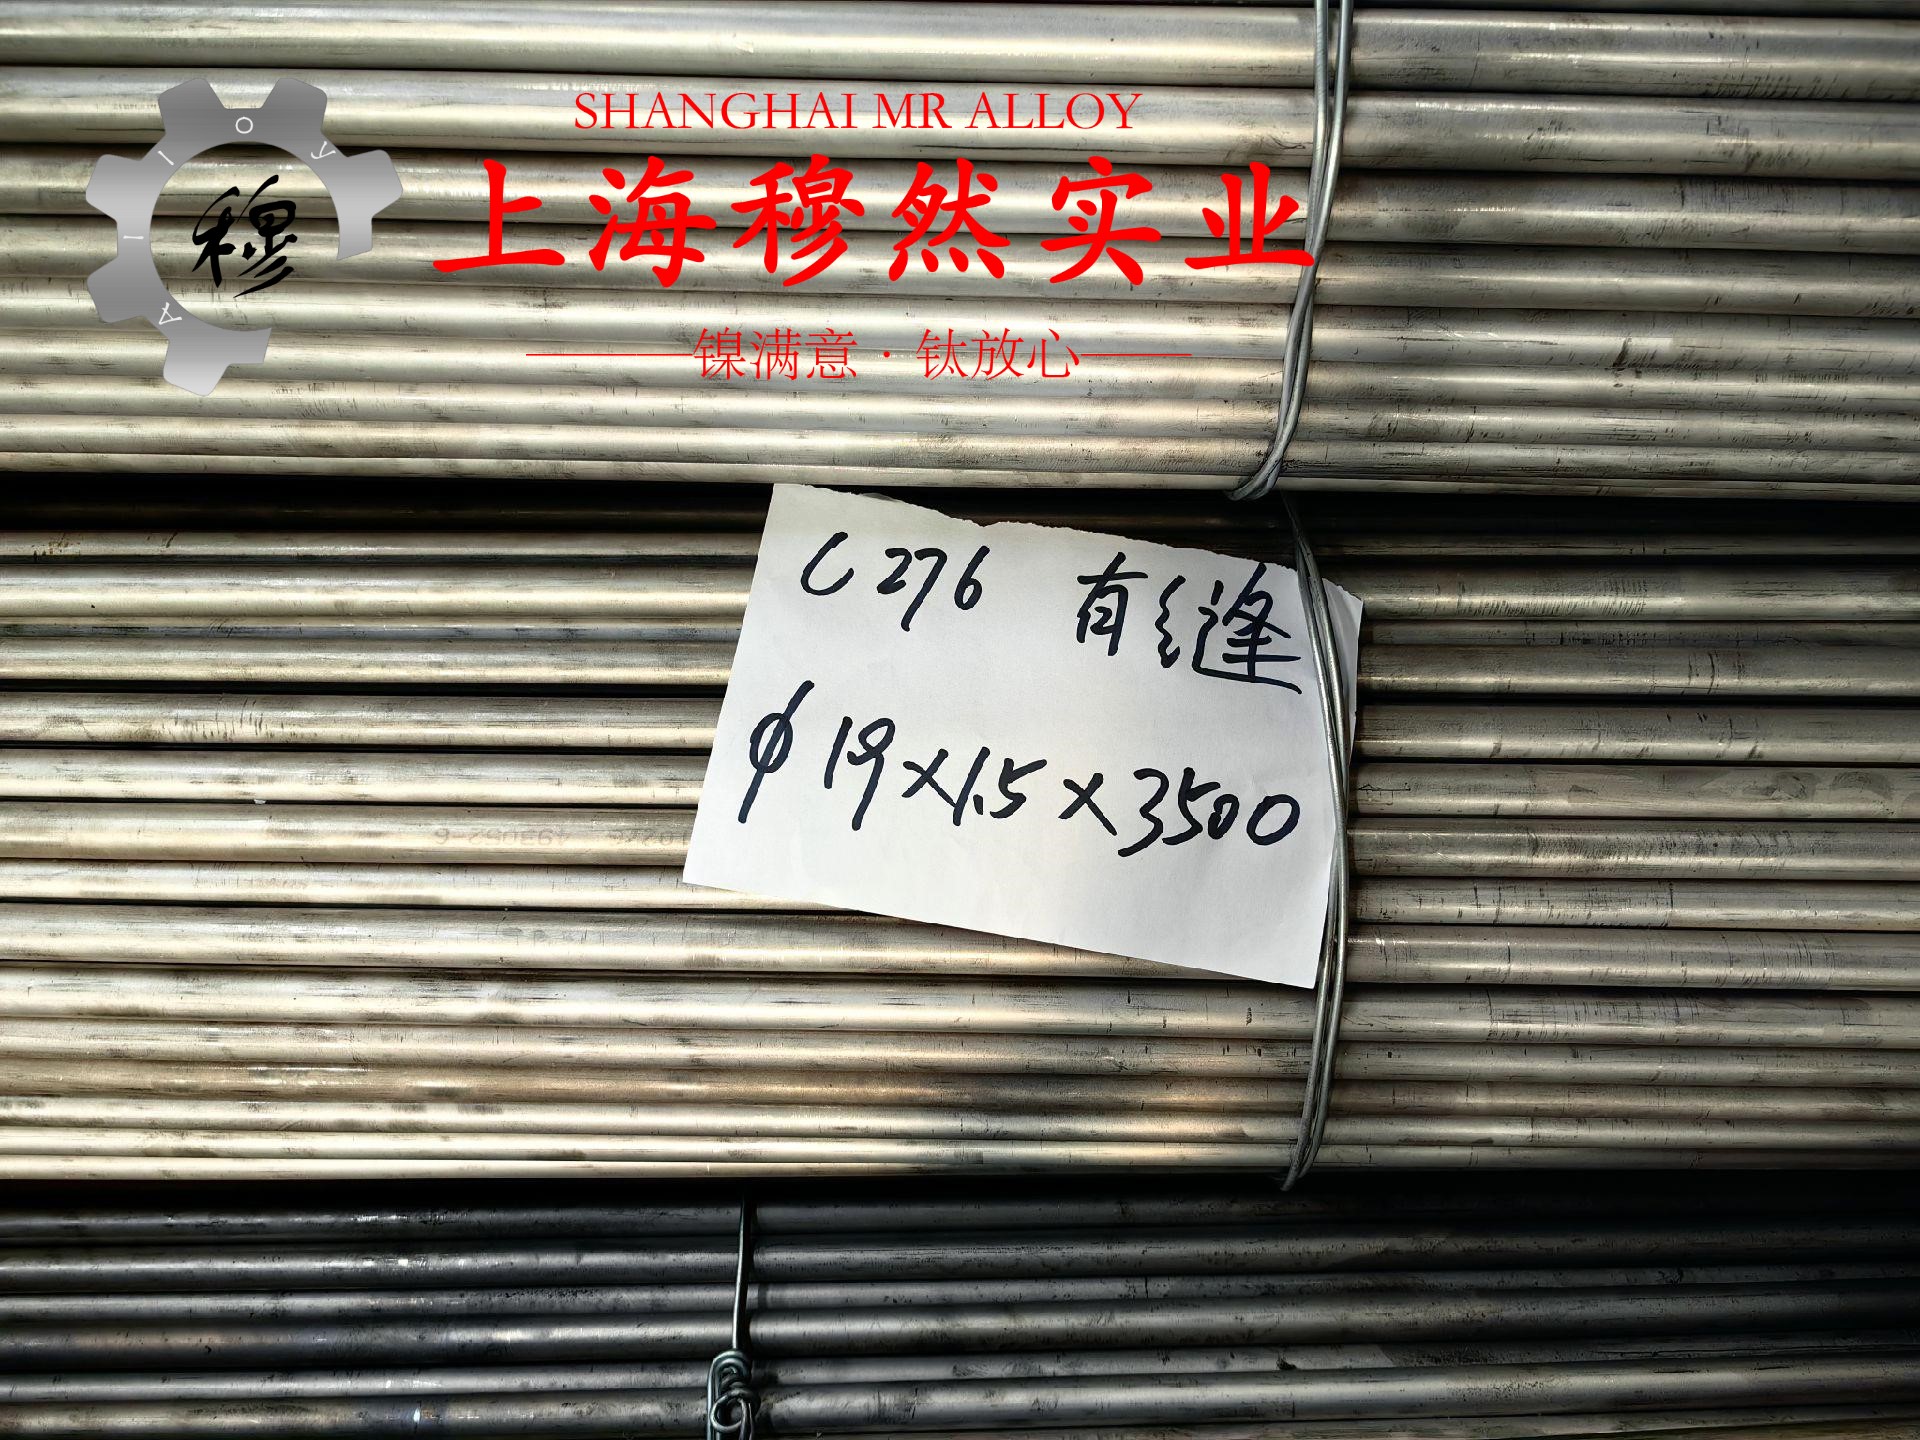 SHANGHAI MR ALLOY
上海穆然实业
镍满意·钛放心
穆
C276 有缝
φ19×1.5×3500